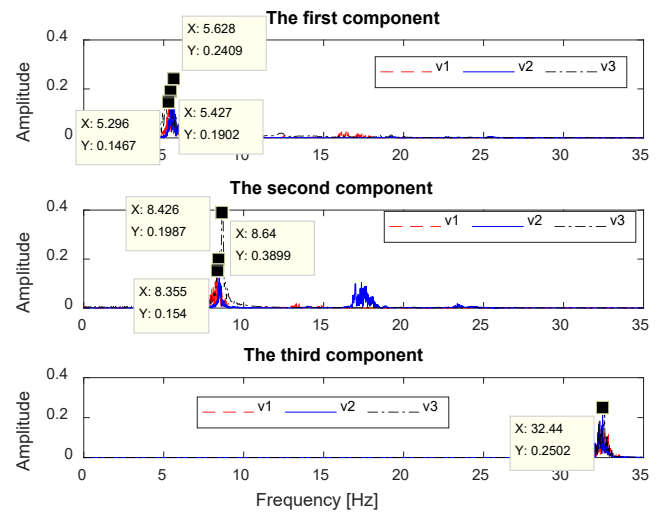 The first component
X: 5.628
Y: 0.2409
X: 5.296
Y: 0.1467
X: 5.427
Y: 0.1902
v1 v2 v3
Amplitude
0.4
0.2
0
5 10 15 20 25 30 35
The second component
X: 8.426
Y: 0.1987
X: 8.64
Y: 0.3899
X: 8.355
Y: 0.154
v1 v2 v3
Amplitude
0.4
0.2
0
0 5 10 15 20 25 30 35
The third component
v1 v2 v3
X: 32.44
Y: 0.2502
Amplitude
0.4
0.2
0
0 5 10 15 20 25 30 35
Frequency [Hz]